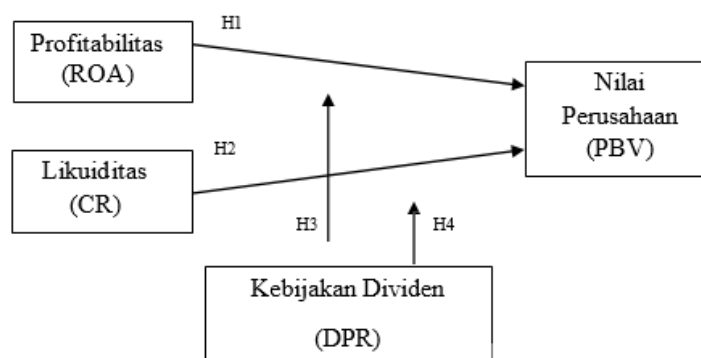 H1
Profitabilitas
(ROA)
Nilai
Perusahaan
(PBV)
H2
Likuiditas
(CR)
H3
H4
Kebijakan Dividen
(DPR)